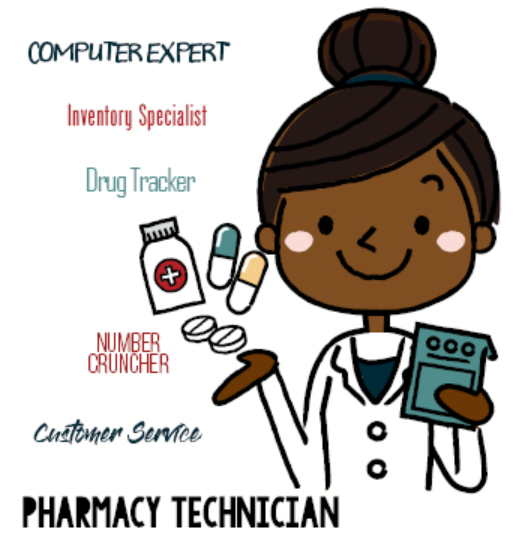 COMPUTER EXPERT
Inventory Specialist
Drug Tracker
NUMBER
CRUNCHER
Customer Service
PHARMACY TECHNICIAN